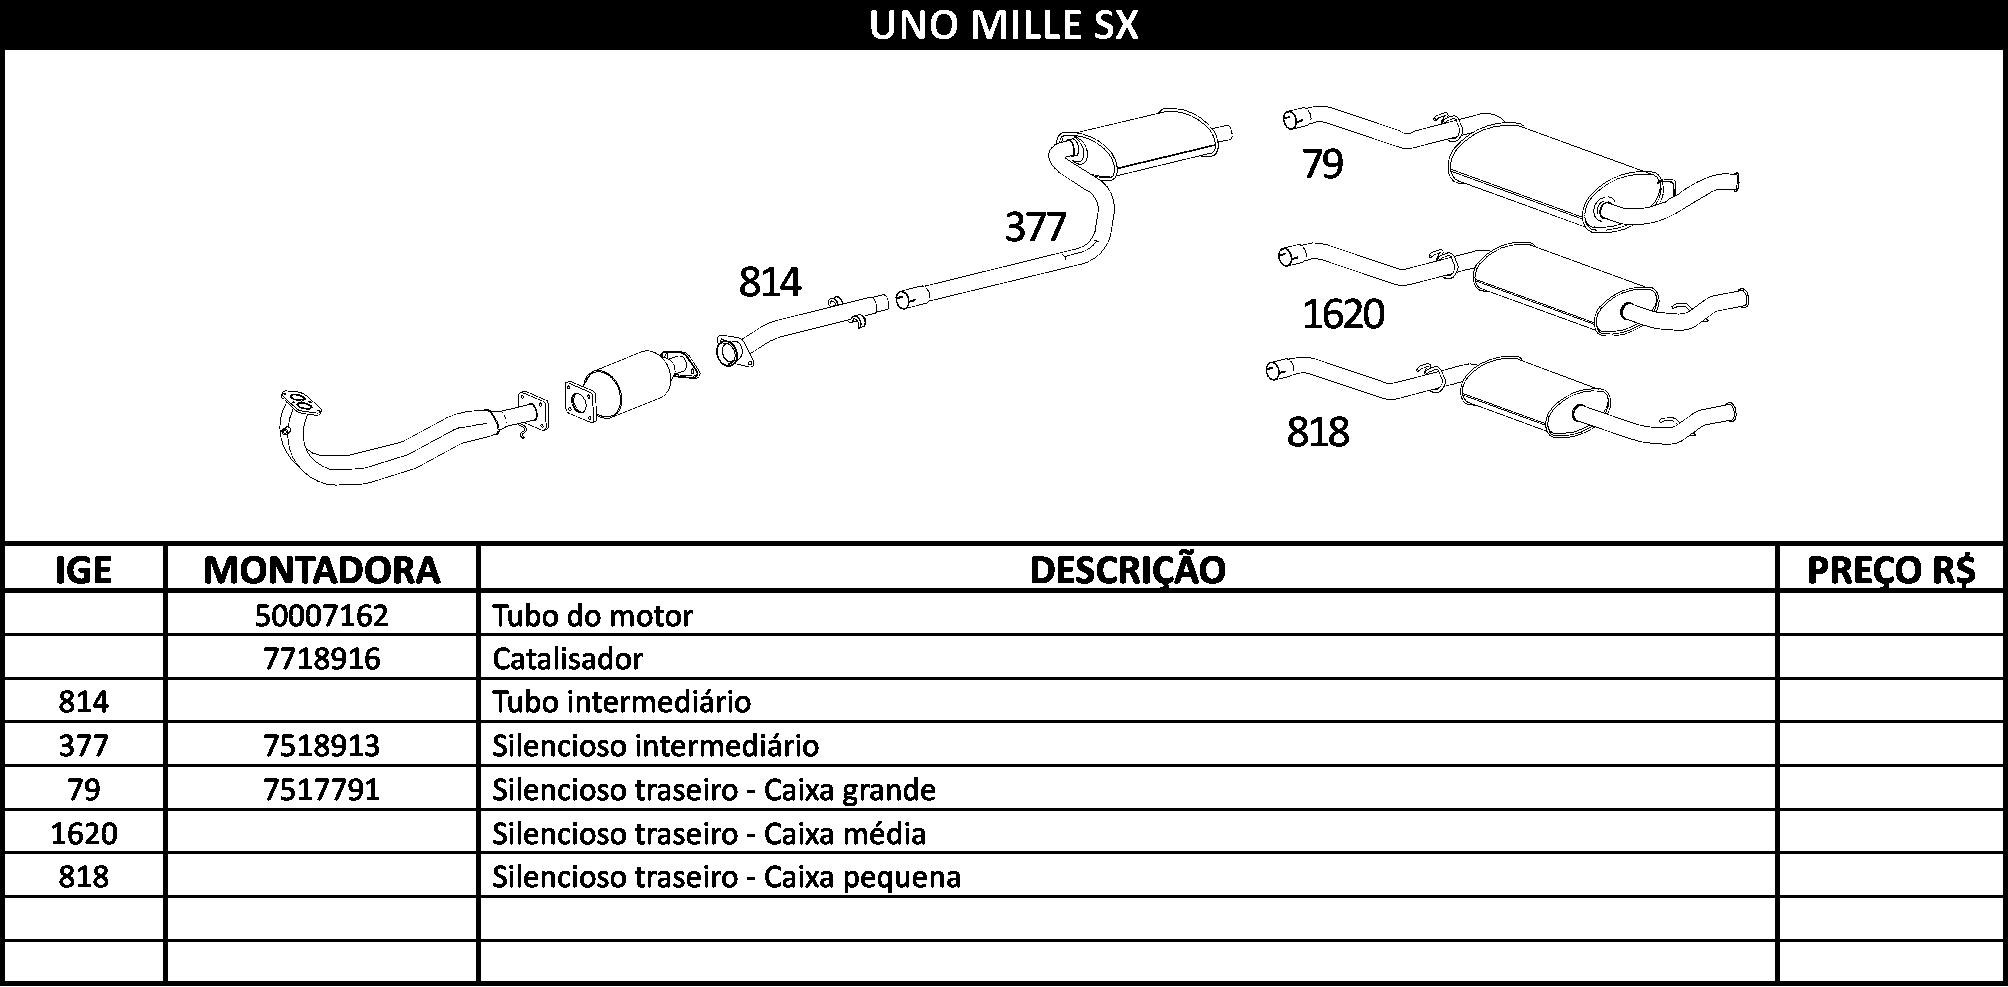 UNO MILLE SX
79
377
814
1620
818
IGE MONTADORA DESCRIÇÃO PREÇO R$
50007162 Tubo do motor
7718916 Catalisador
814 Tubo intermediário
377 7518913 Silencioso intermediário
79 7517791 Silencioso traseiro - Caixa grande
1620 Silencioso traseiro - Caixa média
818 Silencioso traseiro - Caixa pequena